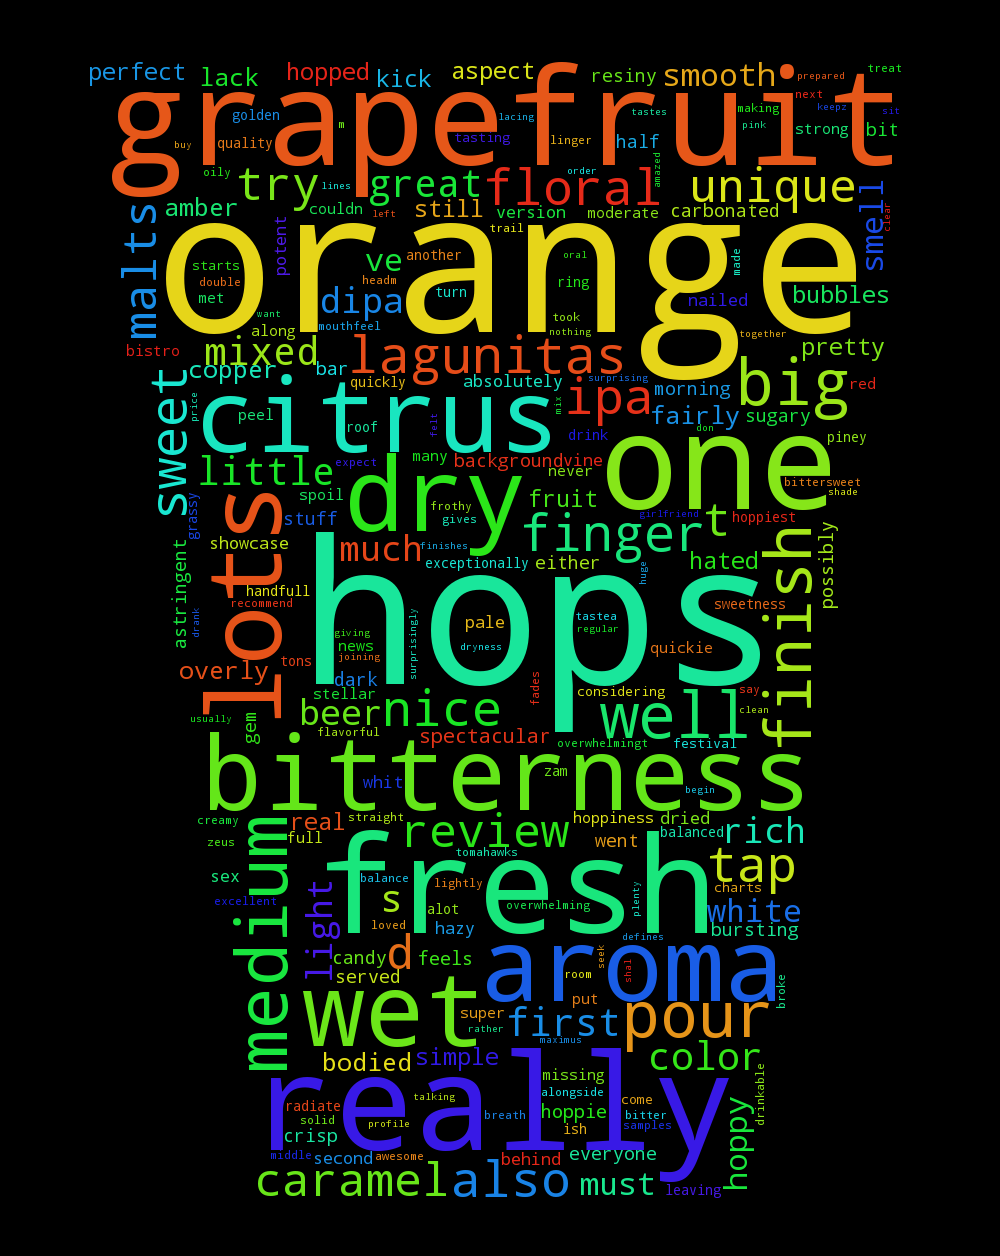 perfect lack hopped kick aspect resiny smooth prepared treat
grapefruit
golden m lacing tastes making next keepz sit
buy quality tasting linger half pink strong bit
oily try lines great floral order amazed unique
malts amber couldn left still version moderate carbonated smell clear
orange
potent trail made
starts ve another oral
double headm ring nailed bubbles
met want dipa turn took
along mouthfeel nothing together
bistro mixed lagunitas pretty
sweet copper bar quickly absolutely surprising morning big red
price citrus ipa fairly sugary
peel roof felt mix drink don one piney
little expect many backgroundvine never bittersweet
spoil dry frothy fruit shade
grassy lots stuff gives finger girlfriend t hoppiest
showcase much finishes exceptionally either hated possibly
astringent handfull hops huge finish
drank recommend pale tastea sweetness
giving surprisingly regular
news dryness quickie
overly tons joining
dark fades considering say
usually stellar beer nice well clean
gem flavorful spectacular overwhelmingt festival
bitterness
whit zam begin
creamy real straight hoppiness dried rich
zeus full review went balanced
medium tomahawks tap
sex balance lightly charts
excellent light fresh plenty white
s alot overwhelming
loved hazy defines bursting
candy d feels aroma seek
served room shal broke
wet super put pour
rather first
maximus color
bodied simple missing
really alongside come drinkable
radiate talking breath hoppie bitter hoppy
solid profile ish samples
crisp
middle second awesome behind everyone
caramel also must leaving